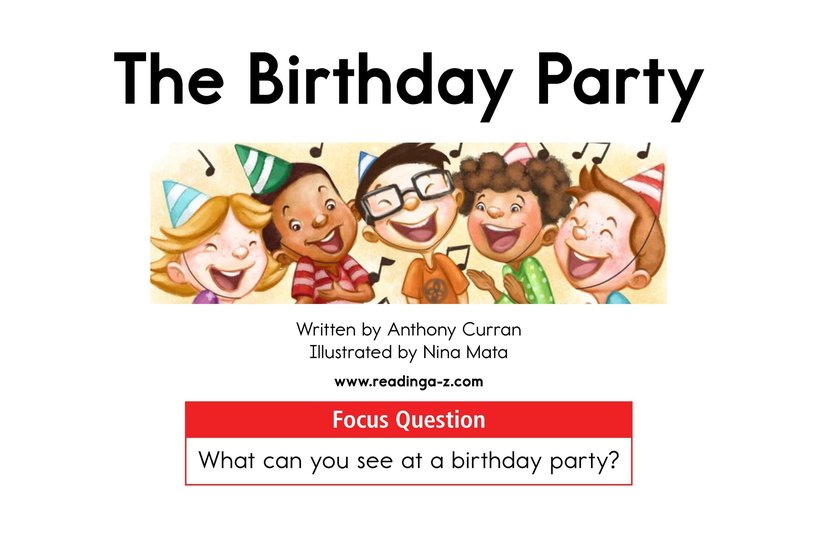 The Birthday Party
Written by Anthony Curran
Illustrated by Nina Mata
www.readinga-z.com
Focus Question
What can you see at a birthday party?